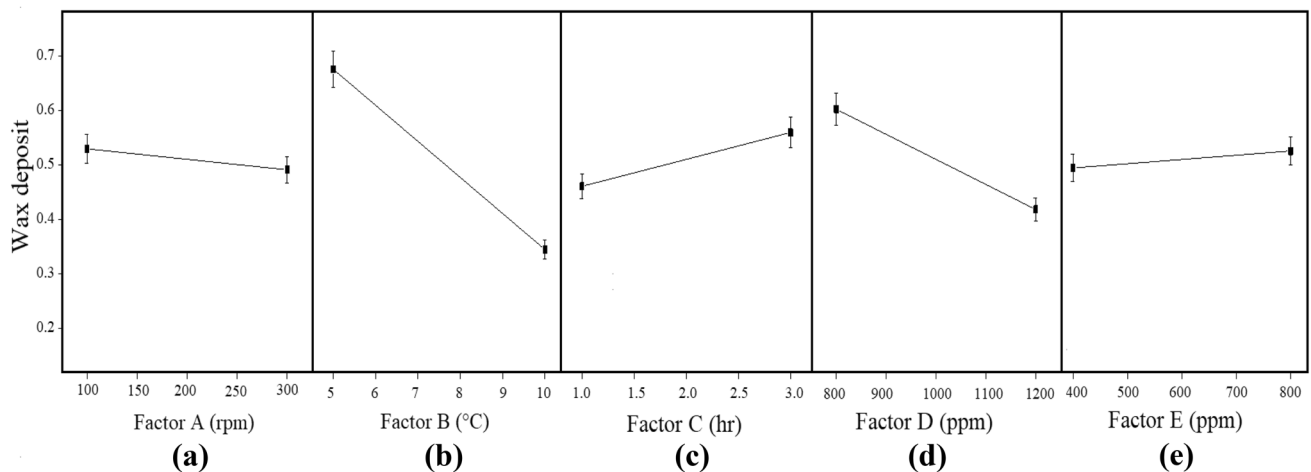 Wax deposit
0.7
0.6
0.5
0.4
0.3
0.2
100 150 200 250 300
5 6 7 8 9 10
1.0 1.5 2.0 2.5 3.0
800 900 1000 1100 1200
400 500 600 700 800
Factor A (rpm)
Factor B (°C)
Factor C (hr)
Factor D (ppm)
Factor E (ppm)
(a)
(b)
(c)
(d)
(e)